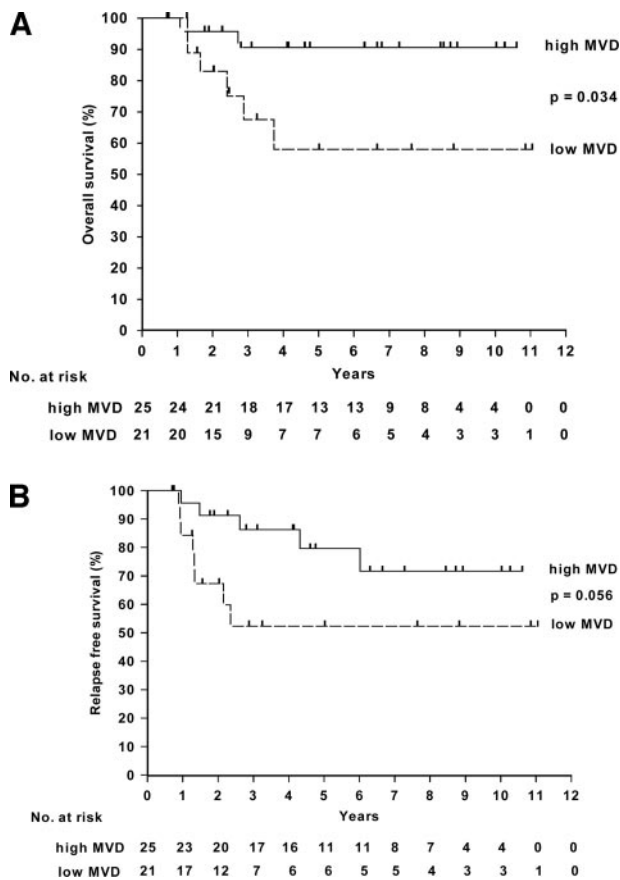 A
100
90
80
70
60
50
40
30
20
10
0
Overall survival (%)
high MVD
p = 0.034
low MVD
0 1 2 3 4 5 6 7 8 9 10 11 12
No. at risk
Years
high MVD 25 24 21 18 17 13 13 9 8 4 4 0 0
low MVD 21 20 15 9 7 7 6 5 4 3 3 1 0
B
100
90
80
70
60
50
40
30
20
10
0
Relapse free survival (%)
high MVD
p = 0.056
low MVD
0 1 2 3 4 5 6 7 8 9 10 11 12
No. at risk
Years
high MVD 25 23 20 17 16 11 11 8 7 4 4 0 0
low MVD 21 17 12 7 6 6 5 5 4 3 3 1 0